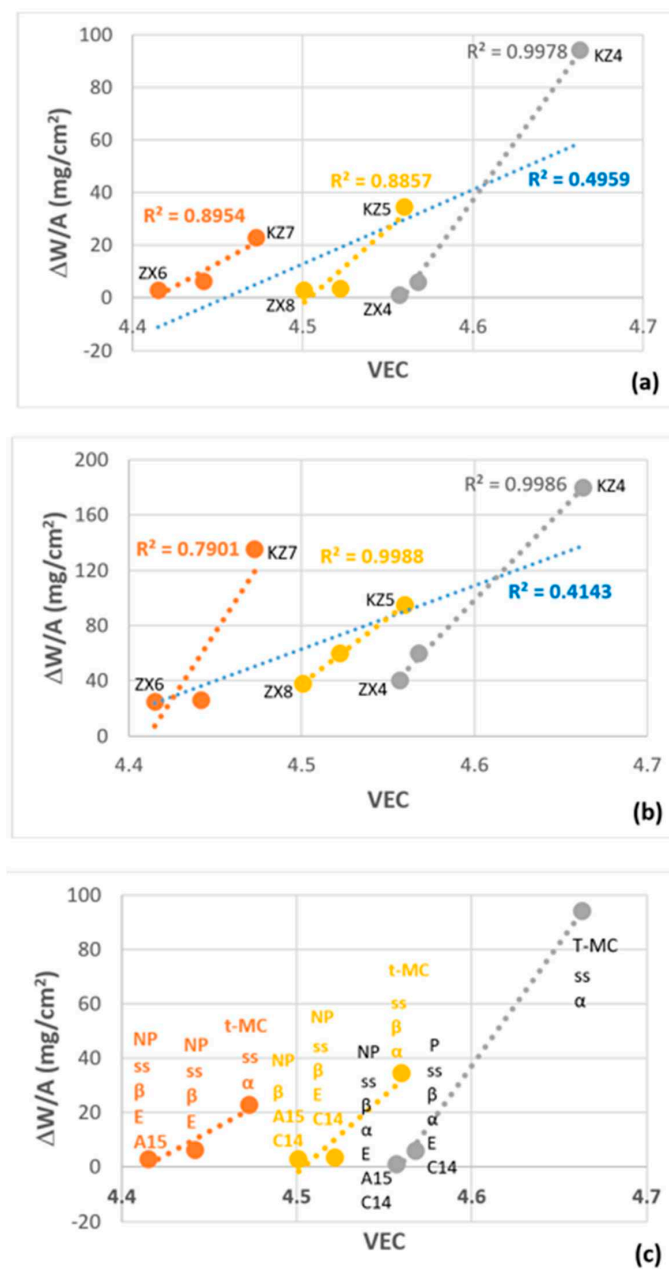 100
80
60
40
20
0
-20
ΔW/A (mg/cm²)
R² = 0.9978
KZ4
R² = 0.8857
R² = 0.4959
KZ5
R² = 0.8954
KZ7
ZX6
ZX8
ZX4
4.4
4.5
4.6
4.7
VEC
(a)
200
160
120
80
40
0
ΔW/A (mg/cm²)
R² = 0.9986
KZ4
R² = 0.7901
KZ7
R² = 0.9988
R² = 0.4143
KZ5
ZX6
ZX8
ZX4
4.4
4.5
4.6
4.7
VEC
(b)
100
80
60
40
20
0
-20
ΔW/A (mg/cm²)
NP
ss
β
E
A15
NP
ss
β
E
t-MC
ss
α
NP
β
A15
C14
NP
ss
β
E
C14
t-MC
ss
β
α
NP
ss
β
α
E
A15
C14
P
ss
β
α
E
C14
T-MC
ss
α
4.4
4.5
4.6
4.7
VEC
(c)